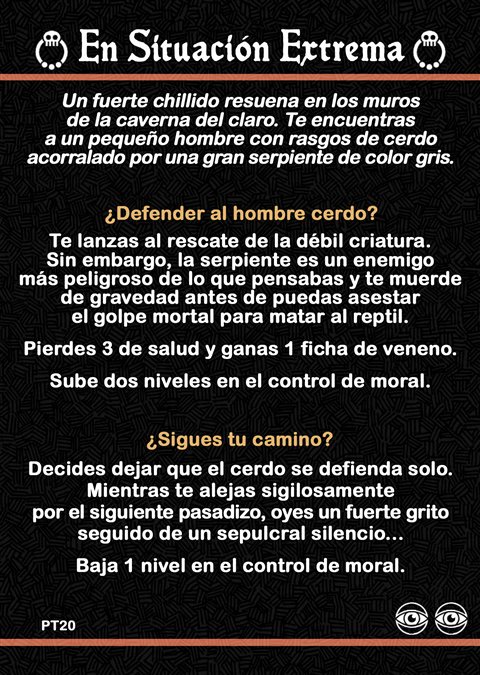 En Situación Extrema
Un fuerte chillido resuena en los muros
de la caverna del claro. Te encuentras
a un pequeño hombre con rasgos de cerdo
acorralado por una gran serpiente de color gris.
¿Defender al hombre cerdo?
Te lanzas al rescate de la débil criatura.
Sin embargo, la serpiente es un enemigo
más peligroso de lo que pensabas y te muerde
de gravedad antes de puedas asestar
el golpe mortal para matar al reptil.
Pierdes 3 de salud y ganas 1 ficha de veneno.
Sube dos niveles en el control de moral.
¿Sigues tu camino?
Decides dejar que el cerdo se defienda solo.
Mientras te alejas sigilosamente
por el siguiente pasadizo, oyes un fuerte grito
seguido de un sepulcral silencio...
Baja 1 nivel en el control de moral.
PT20